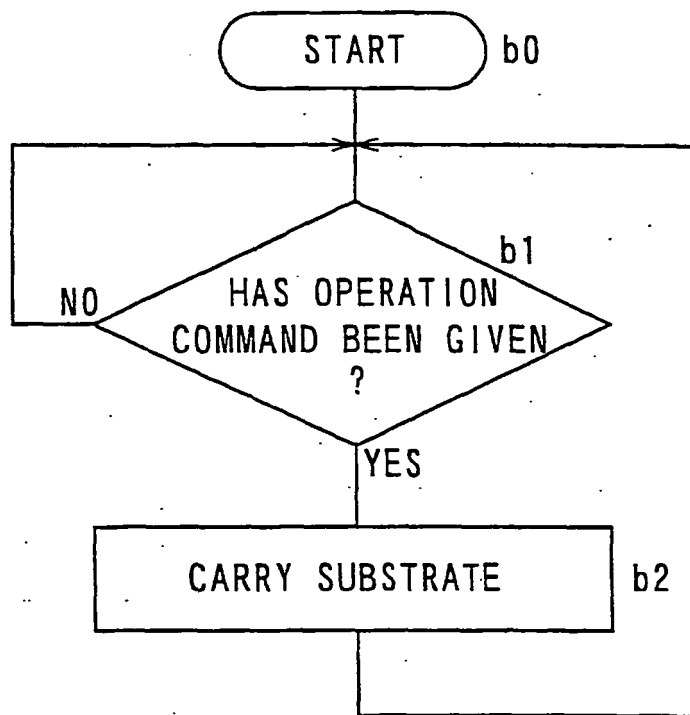 START b0
b1
HAS OPERATION
NO
COMMAND BEEN GIVEN
?
YES
CARRY SUBSTRATE b2